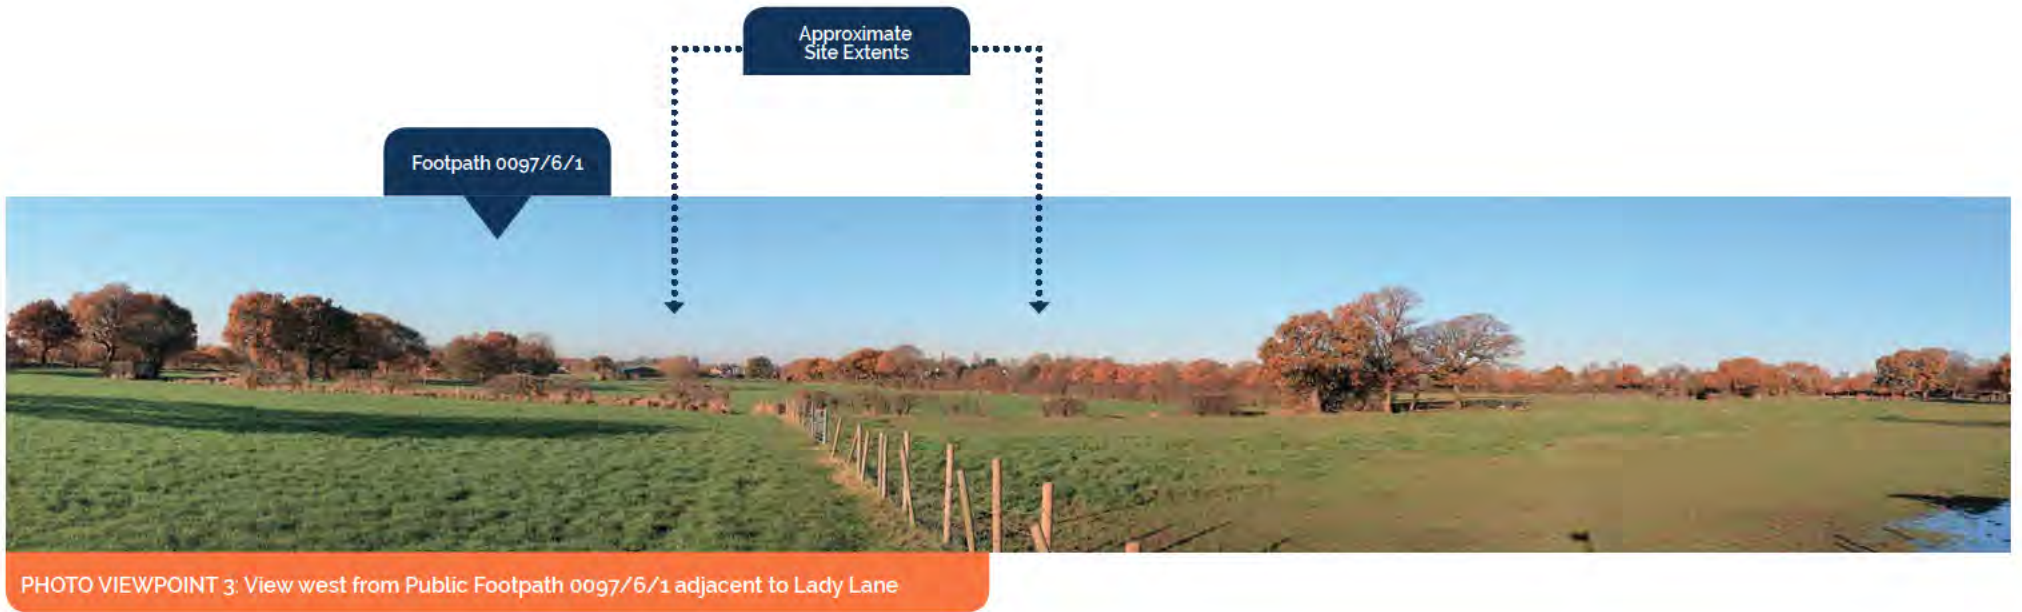 Approximate
Site Extents
Footpath 0097/6/1
PHOTO VIEWPOINT 3: View west from Public Footpath 0097/6/1 adjacent to Lady Lane